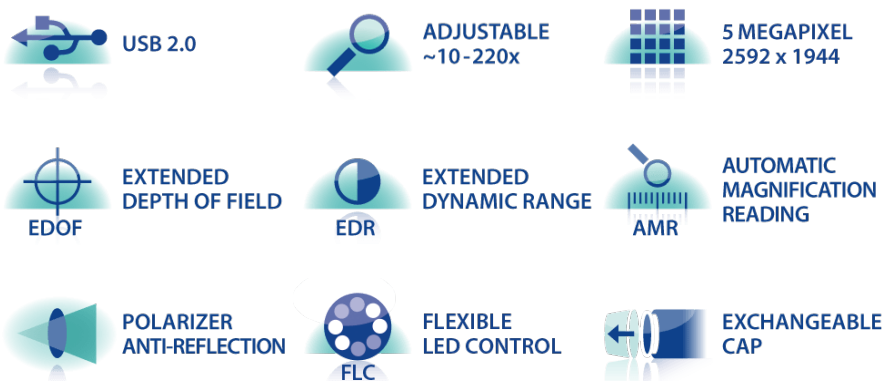 USB 2.0
ADJUSTABLE
~10-220x
5 MEGAPIXEL
2592 x 1944
EXTENDED
DEPTH OF FIELD
EDOF
EXTENDED
DYNAMIC RANGE
EDR
AUTOMATIC
MAGNIFICATION
READING
AMR
POLARIZER
ANTI-REFLECTION
FLEXIBLE
LED CONTROL
FLC
EXCHANGEABLE
CAP